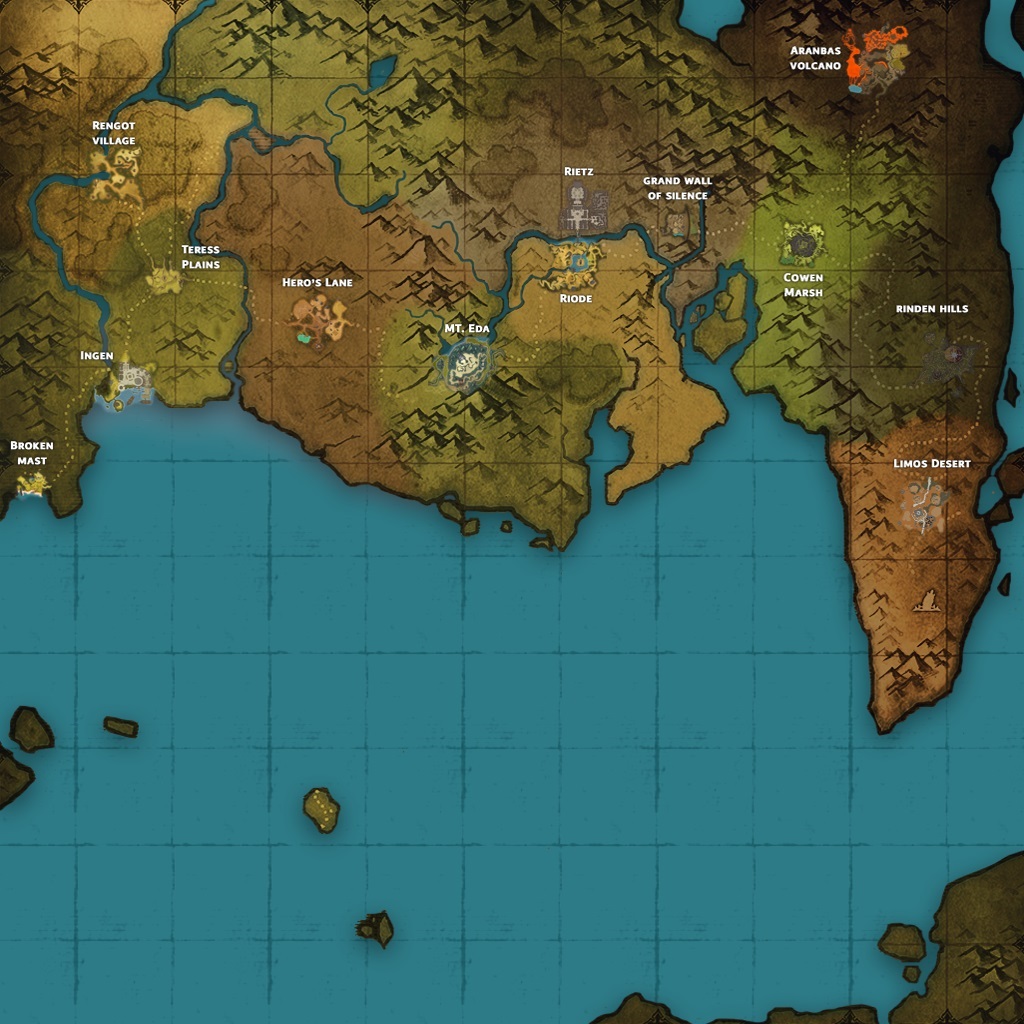 ARANBAS
VOLCANO
RENGOT
VILLAGE
RIETZ
GRAND WALL
OF SILENCE
TERESS
PLAINS
HERO'S LANE
COWEN
MARSH
RIODE
RINDEN HILLS
MT. EDA
INGEN
BROKEN
MAST
LIMOS DESERT